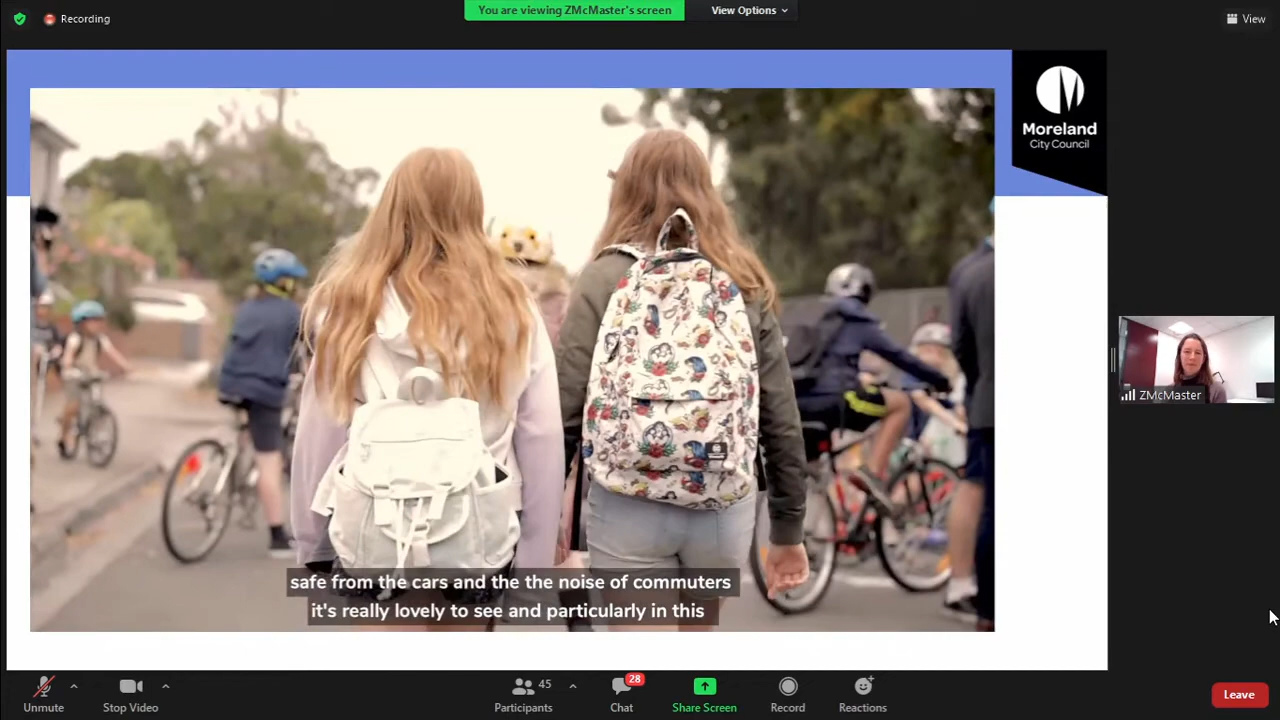 Recording
You are viewing ZMcMaster's screen
View Options
View
Moreland
City Council
safe from the cars and the the noise of commuters
it's really lovely to see and particularly in this
ZMcMaster
Unmute
Stop Video
Participants
45
Chat
28
Share Screen
Record
Reactions
Leave